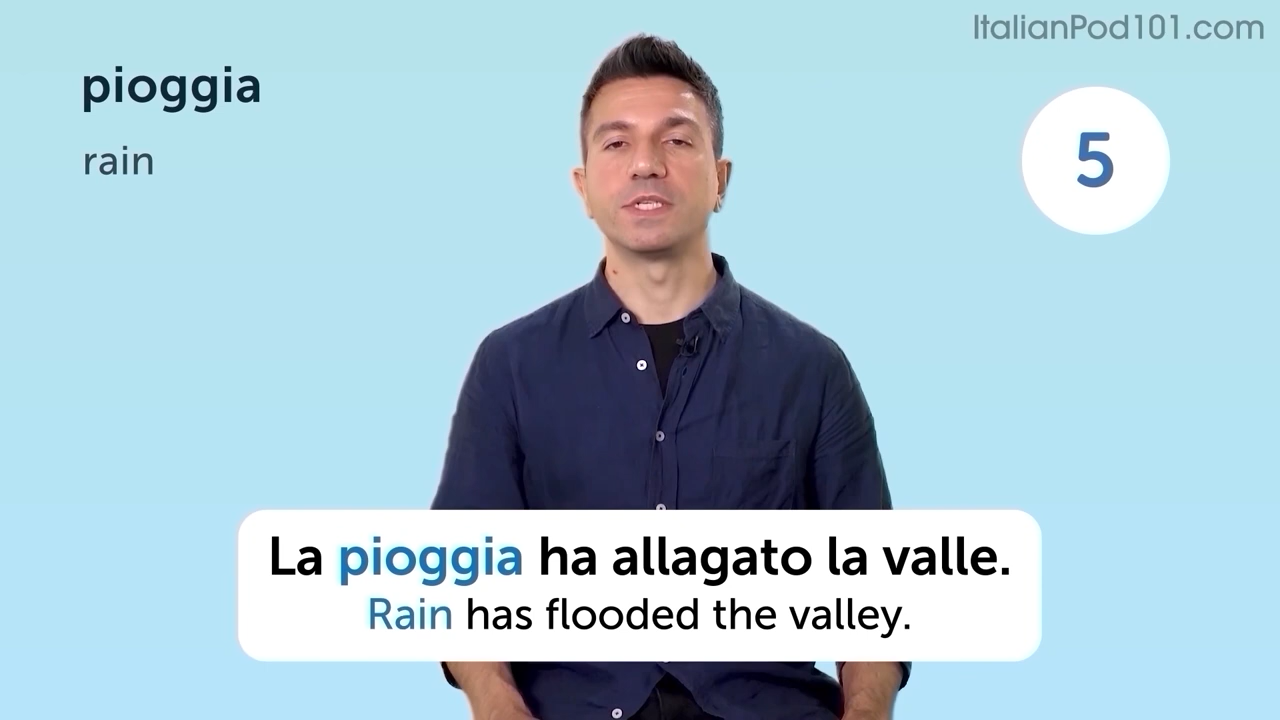 ItalianPod101.com
pioggia
rain
5
La pioggia ha allagato la valle.
Rain has flooded the valley.